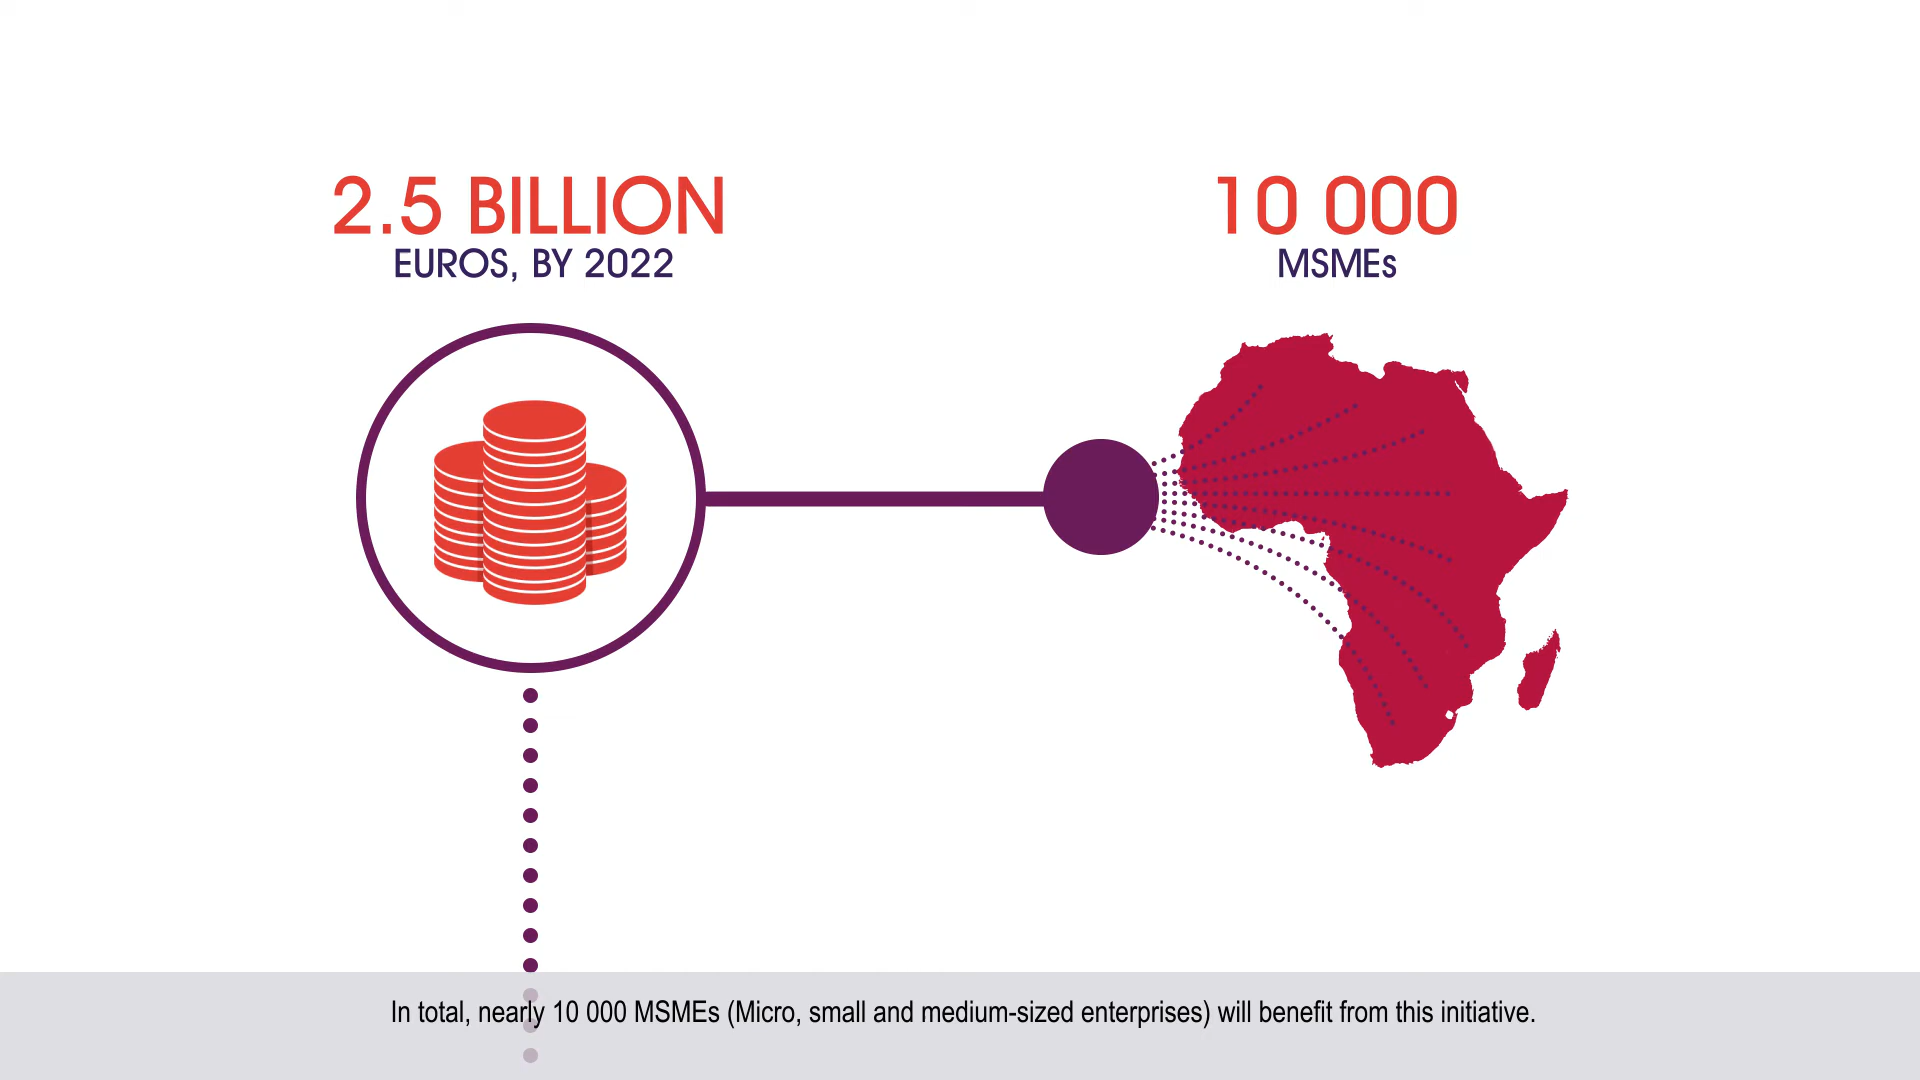 2.5 BILLION
EUROS, BY 2022
10 000
MSMEs
In total, nearly 10 000 MSMEs (Micro, small and medium-sized enterprises) will benefit from this initiative.